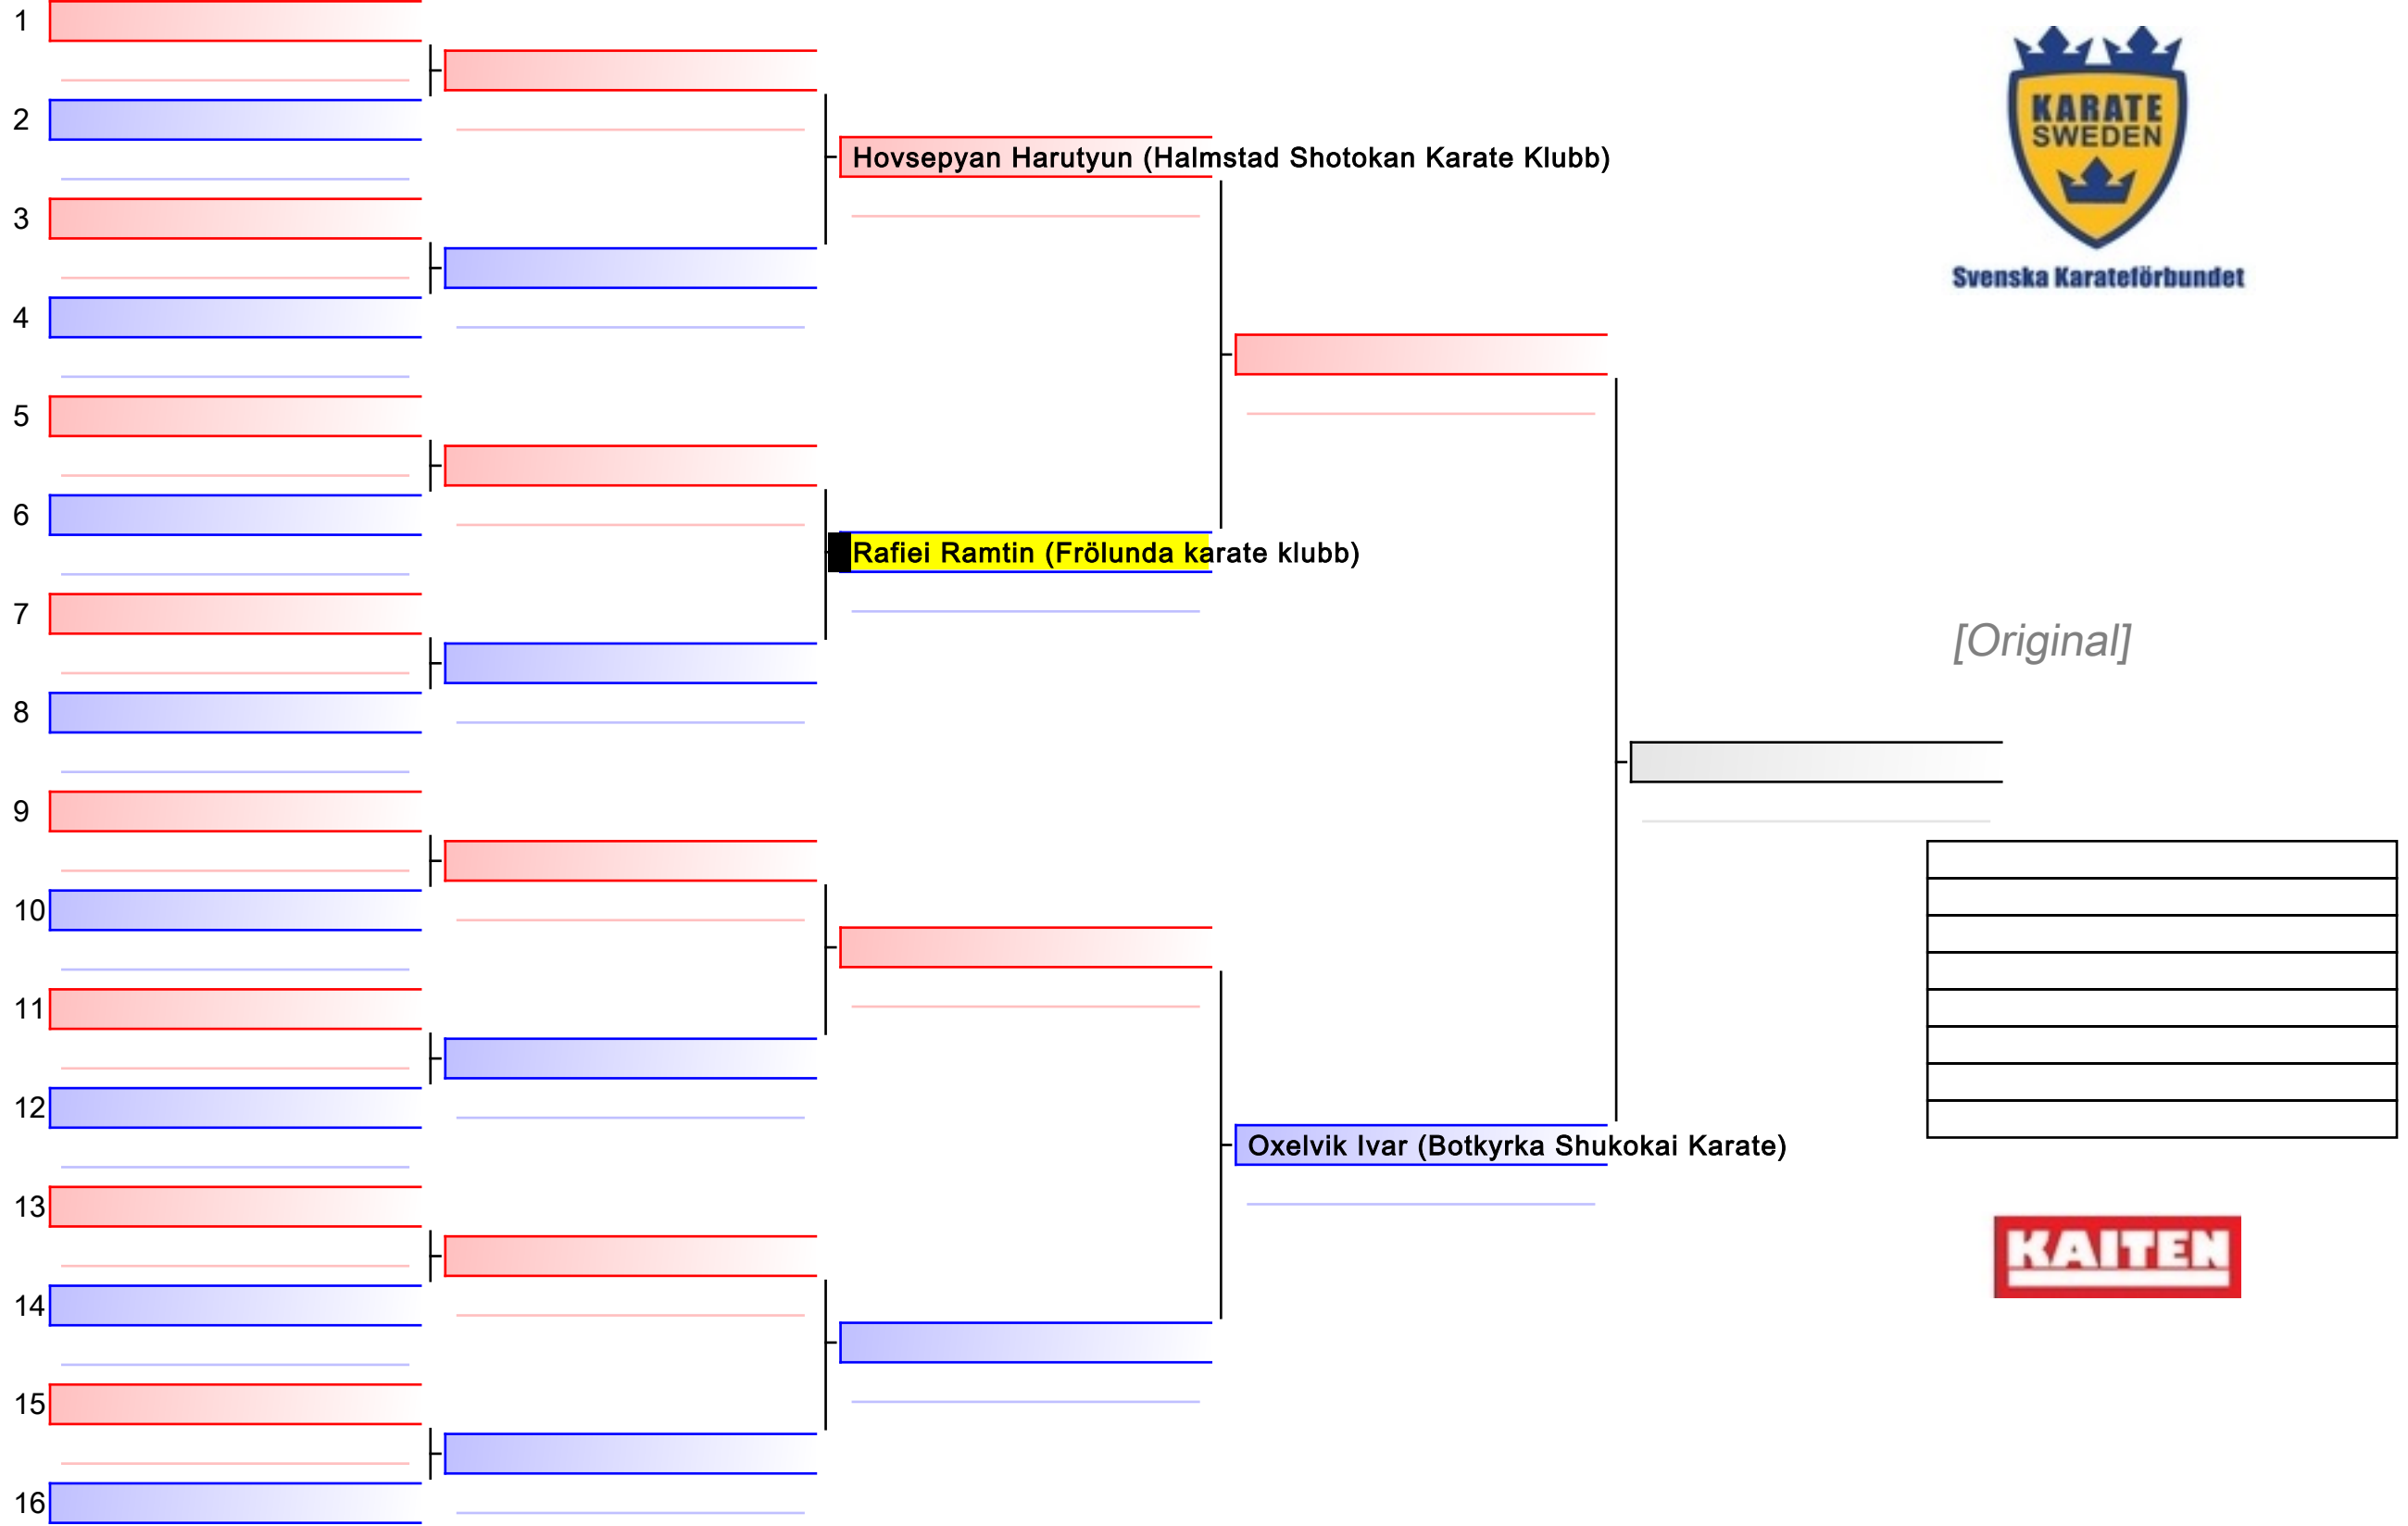 1
2
Hovsepyan Harutyun (Halmstad Shotokan Karate Klubb)
KARATE
SWEDEN
3
Svenska Karateförbundet
4
5
6
Rafiei Ramtin (Frölunda karate klubb)
7
[Original]
8
9
10
11
12
Oxelvik Ivar (Botkyrka Shukokai Karate)
13
KAITEN
14
15
16